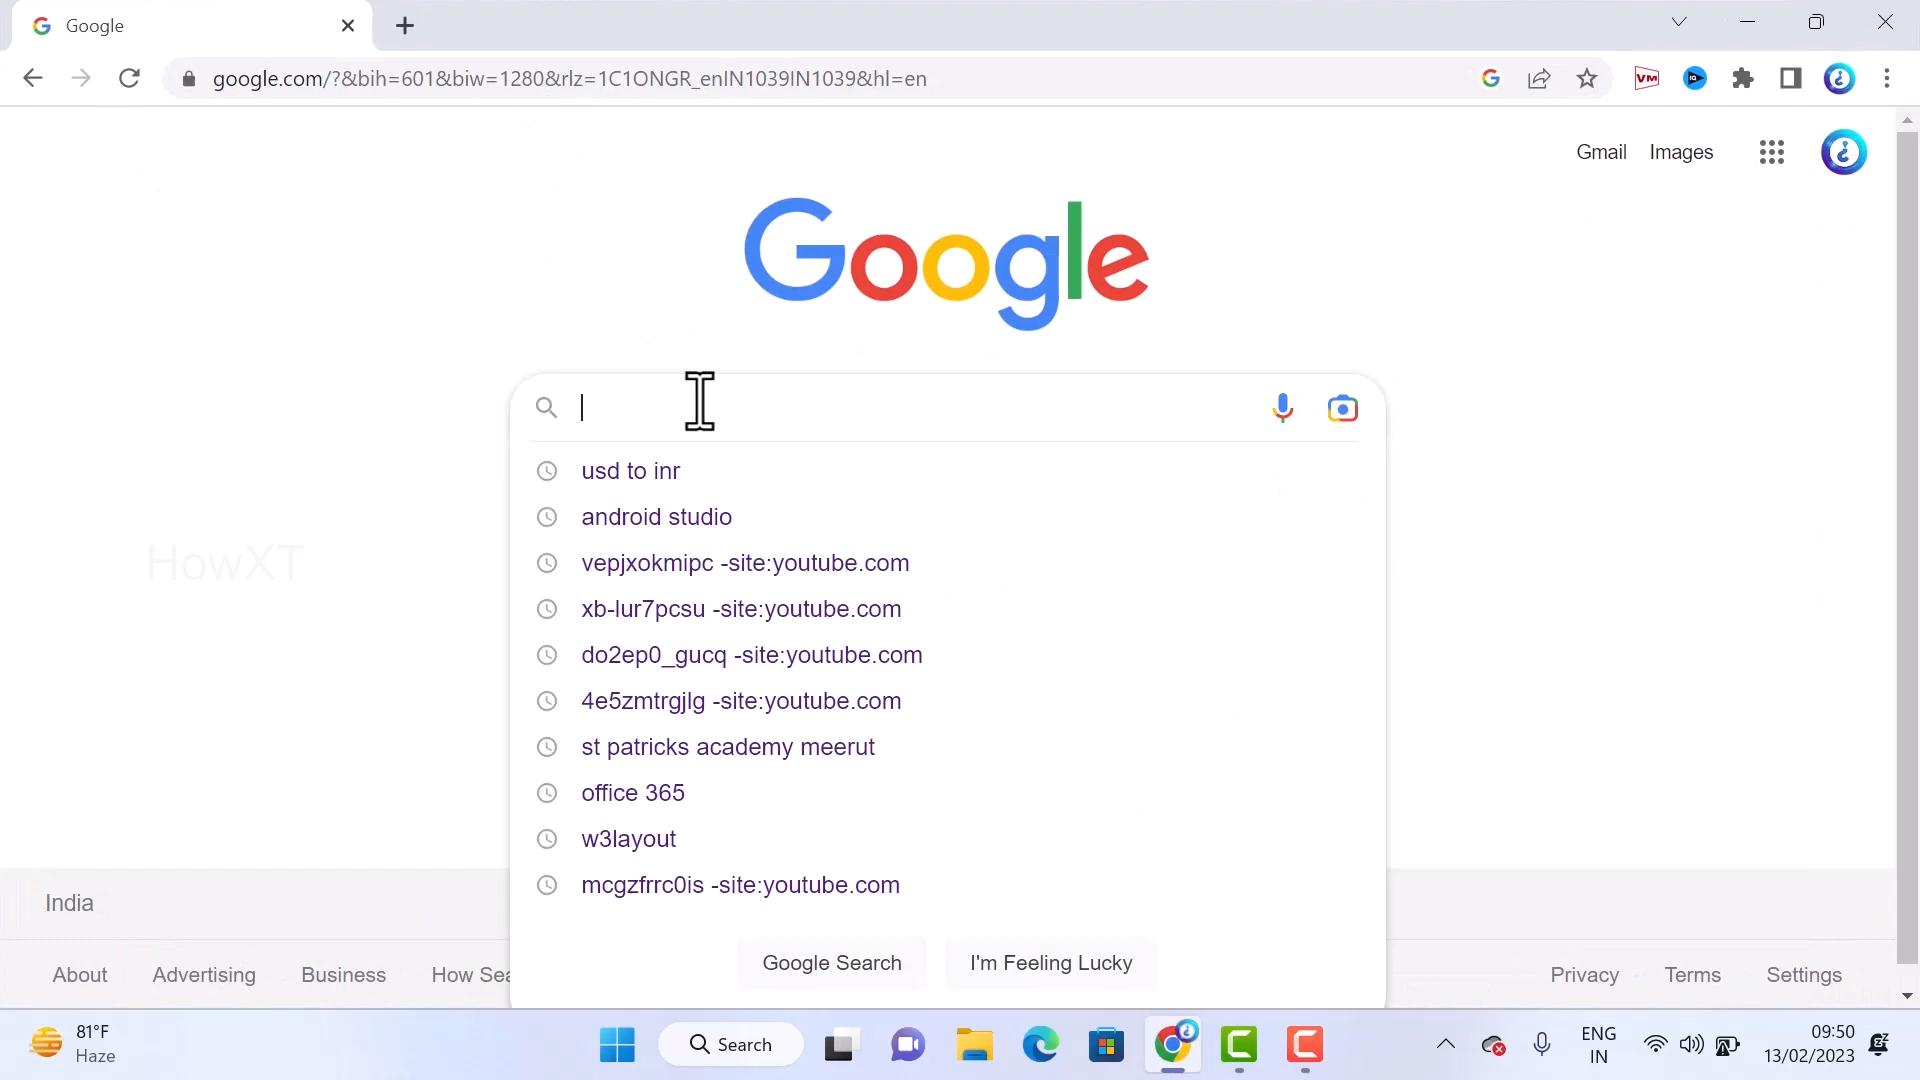 Google
google.com/?&bih=601&biw=1280&rlz=1C1ONGR_enIN1039IN1039&hl=en
VM
Gmail Images
Google
usd to inr
android studio
vepjxokmipc -site:youtube.com
xb-lur7pcsu -site:youtube.com
do2ep0_gucq -site:youtube.com
4e5zmtrgjlg -site:youtube.com
st patricks academy meerut
office 365
w3layout
mcgzfrrc0is -site:youtube.com
HowXT
Google Search I'm Feeling Lucky
India
About Advertising Business How Sea
Privacy Terms Settings
81°F
Haze
Search
ENG
IN
09:50
13/02/2023